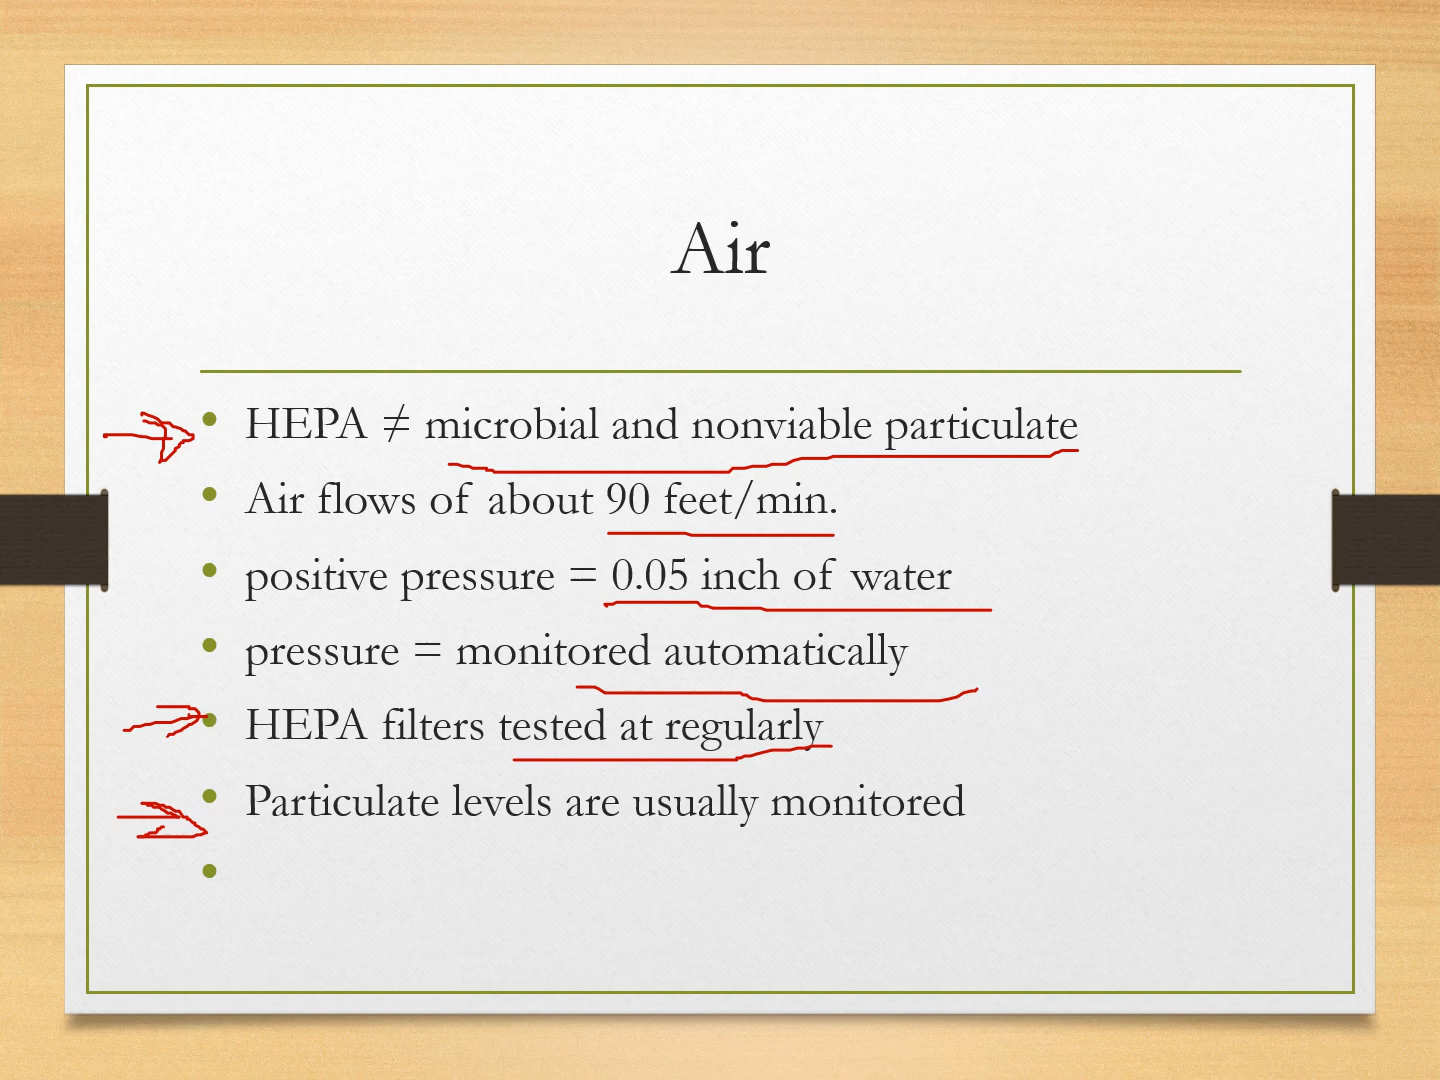 Air
• HEPA ≠ microbial and nonviable particulate
• Air flows of about 90 feet/min.
• positive pressure = 0.05 inch of water
• pressure = monitored automatically
• HEPA filters tested at regularly
• Particulate levels are usually monitored
•